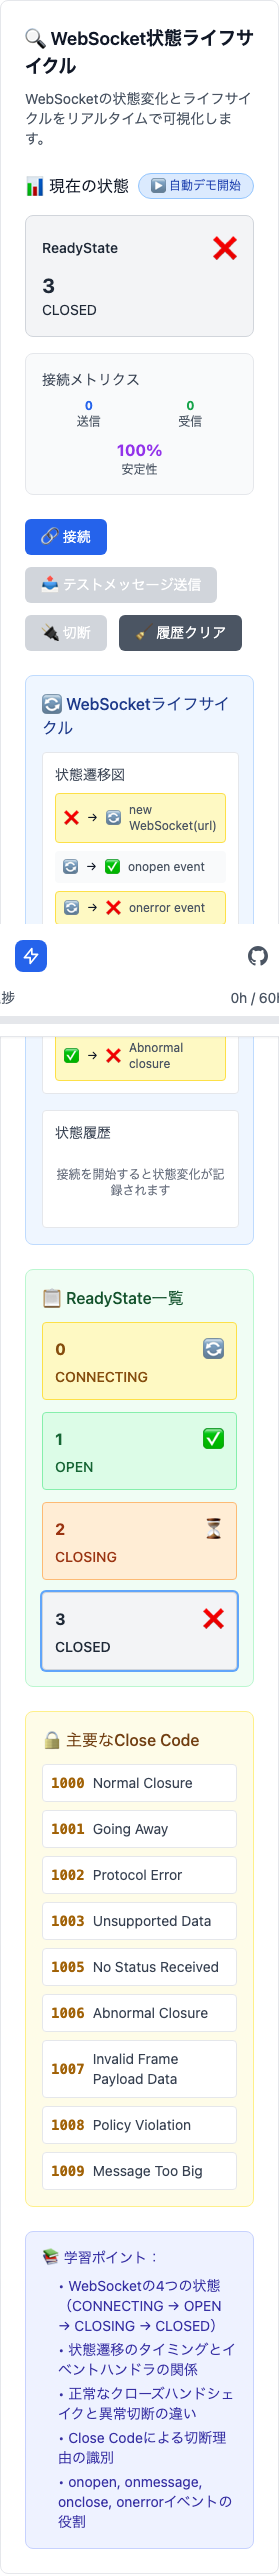 🔍 WebSocket状態ライフサ
イクル
WebSocketの状態変化とライフサイ
クルをリアルタイムで可視化しま
す。
📊 現在の状態
▶️ 自動デモ開始
ReadyState
❌
3
CLOSED
接続メトリクス
0
送信
0
受信
100%
安定性
🔗 接続
📤 テストメッセージ送信
🔌 切断
🧹 履歴クリア
🔄 WebSocketライフサイ
クル
状態遷移図
❌ → 🔄 new
WebSocket(url)
🔄 → ✅ onopen event
🔄 → ❌ onerror event
捗
0h / 60h
✅ → ❌ Abnormal
closure
状態履歴
接続を開始すると状態変化が記
録されます
📋 ReadyState一覧
0 🔄
CONNECTING
1 ✅
OPEN
2 ⏳
CLOSING
3 ❌
CLOSED
🔒 主要なClose Code
1000 Normal Closure
1001 Going Away
1002 Protocol Error
1003 Unsupported Data
1005 No Status Received
1006 Abnormal Closure
1007 Invalid Frame
Payload Data
1008 Policy Violation
1009 Message Too Big
📚 学習ポイント：
• WebSocketの4つの状態
（CONNECTING → OPEN
→ CLOSING → CLOSED）
• 状態遷移のタイミングとイ
ベントハンドラの関係
• 正常なクローズハンドシェ
イクと異常切断の違い
• Close Codeによる切断理
由の識別
• onopen, onmessage,
onclose, onerrorイベントの
役割